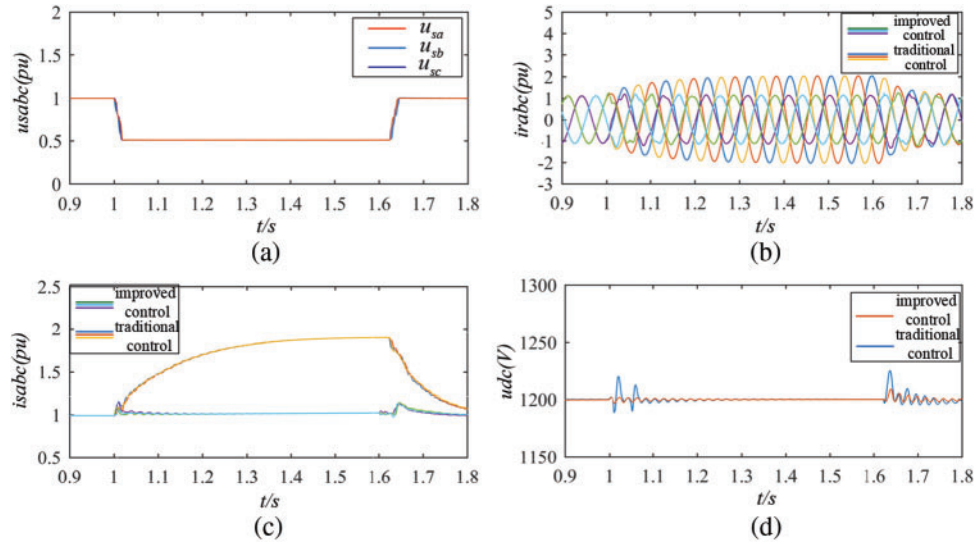 2
1.5
1
0.5
0
usabc(pu)
usa
usb
usc
0.9 1 1.1 1.2 1.3 1.4 1.5 1.6 1.7 1.8
t/s
(a)
5
4
3
2
1
0
-1
-2
-3
irabc(pu)
improved
control
traditional
control
0.9 1 1.1 1.2 1.3 1.4 1.5 1.6 1.7 1.8
t/s
(b)
2.5
2
1.5
1
0.5
isabc(pu)
improved
control
traditional
control
0.9 1 1.1 1.2 1.3 1.4 1.5 1.6 1.7 1.8
t/s
(c)
1300
1250
1200
1150
udc(V)
improved
control
traditional
control
0.9 1 1.1 1.2 1.3 1.4 1.5 1.6 1.7 1.8
t/s
(d)